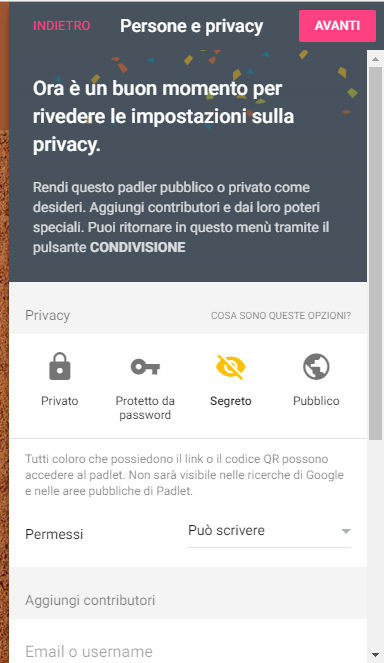 INDIETRO
Persone e privacy
AVANTI
Ora è un buon momento per
rivedere le impostazioni sulla
privacy.
Rendi questo padler pubblico o privato come
desideri. Aggiungi contributori e dai loro poteri
speciali. Puoi ritornare in questo menù tramite il
pulsante CONDIVISIONE
Privacy
COSA SONO QUESTE OPZIONI?
Privato
Protetto da
password
Segreto
Pubblico
Tutti coloro che possiedono il link o il codice QR possono
accedere al padlet. Non sarà visibile nelle ricerche di Google
e nelle aree pubbliche di Padlet.
Permessi
Può scrivere
Aggiungi contributori
Email o username